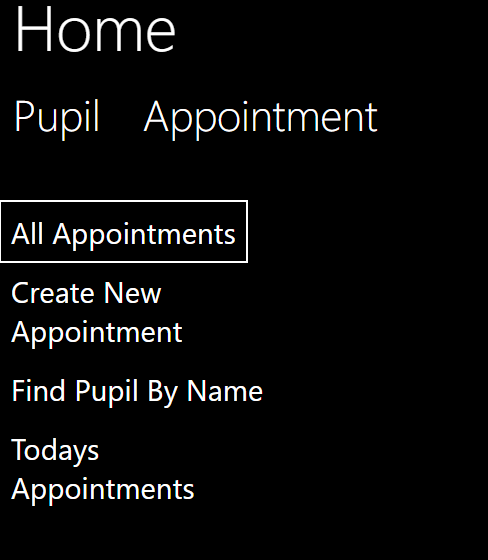 Home
Pupil Appointment
All Appointments
Create New
Appointment
Find Pupil By Name
Todays
Appointments